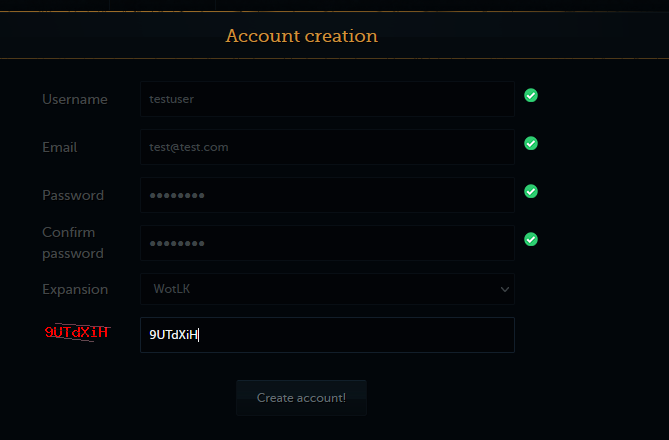 Account creation
Username testuser
Email test@test.com
Password ●●●●●●●●
Confirm password ●●●●●●●●
Expansion WotLK
9UTdXiH 9UTdXiH
Create account!